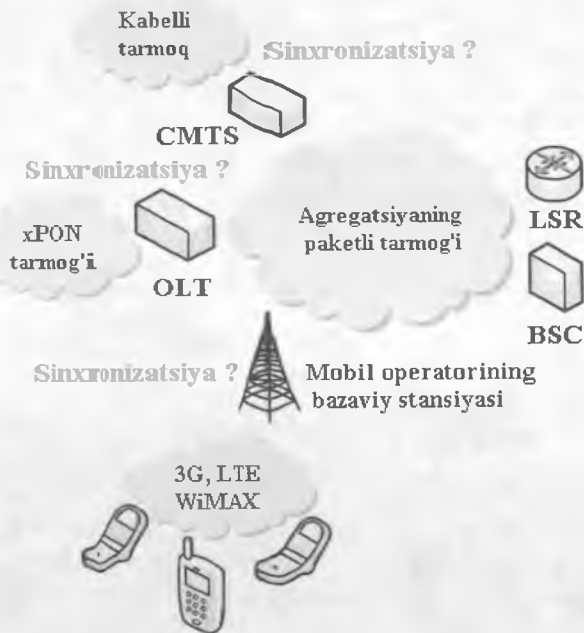 Kabelli
tarmoq
Sinxronizatsiya ?
CMTS
Sinxronizatsiya ?
xPON
tarmog'i
OLT
Agregatsiyaning
paketli tarmog'i
LSR
BSC
Sinxronizatsiya ?
Mobil operatorining
bazaviy stansiyasi
3G, LTE
WiMAX